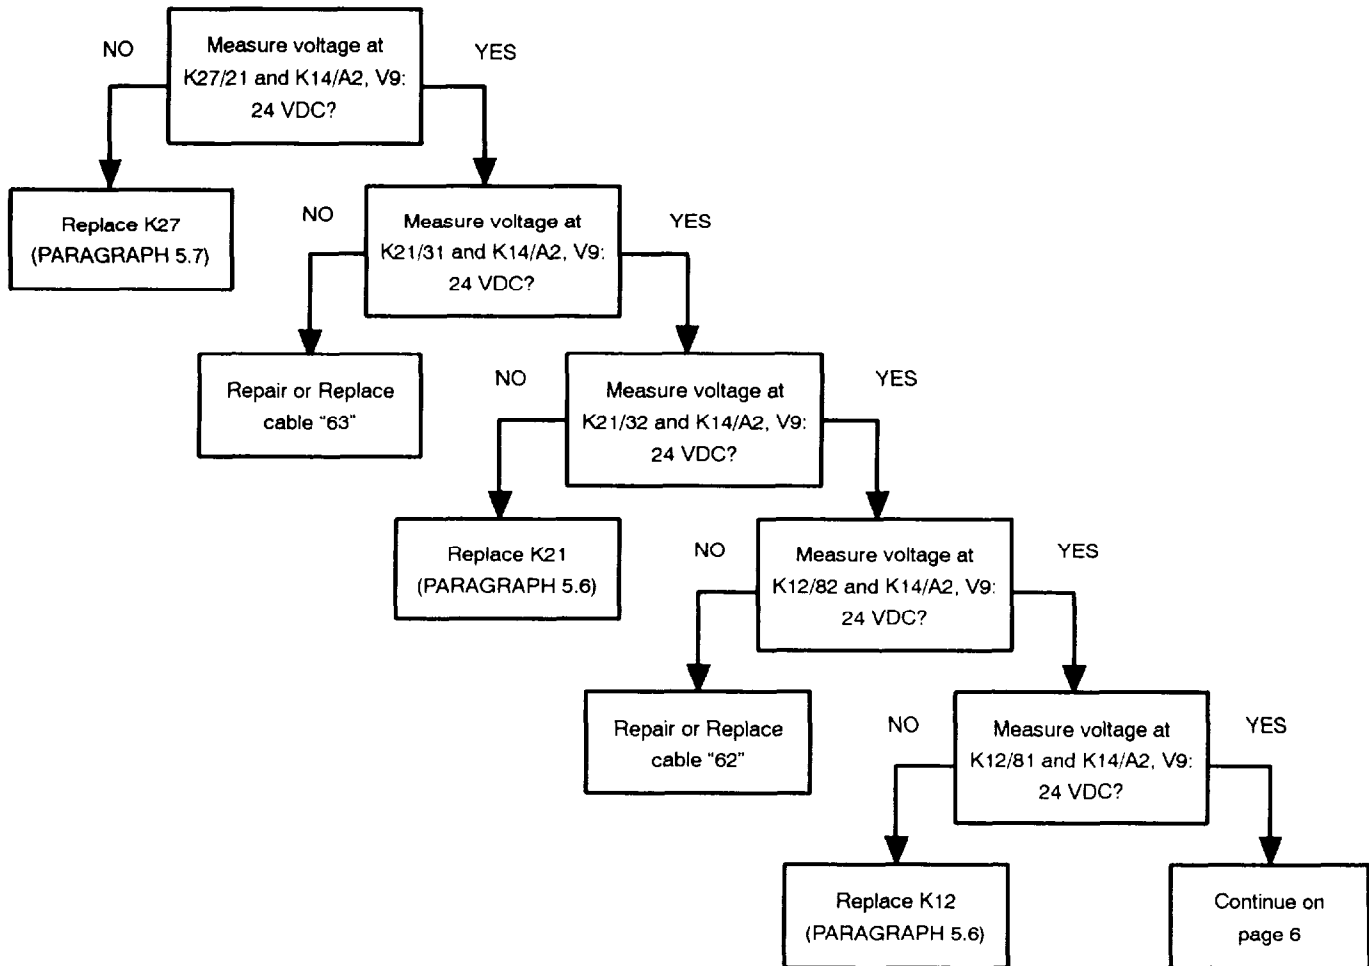 NO
Measure voltage at
K27/21 and K14/A2, V9:
24 VDC?
YES
Replace K27
(PARAGRAPH 5.7)
NO
Measure voltage at
K21/31 and K14/A2, V9:
24 VDC?
YES
Repair or Replace
cable "63"
NO
Measure voltage at
K21/32 and K14/A2, V9:
24 VDC?
YES
Replace K21
(PARAGRAPH 5.6)
NO
Measure voltage at
K12/82 and K14/A2, V9:
24 VDC?
YES
Repair or Replace
cable "62"
NO
Measure voltage at
K12/81 and K14/A2, V9:
24 VDC?
YES
Replace K12
(PARAGRAPH 5.6)
Continue on
page 6